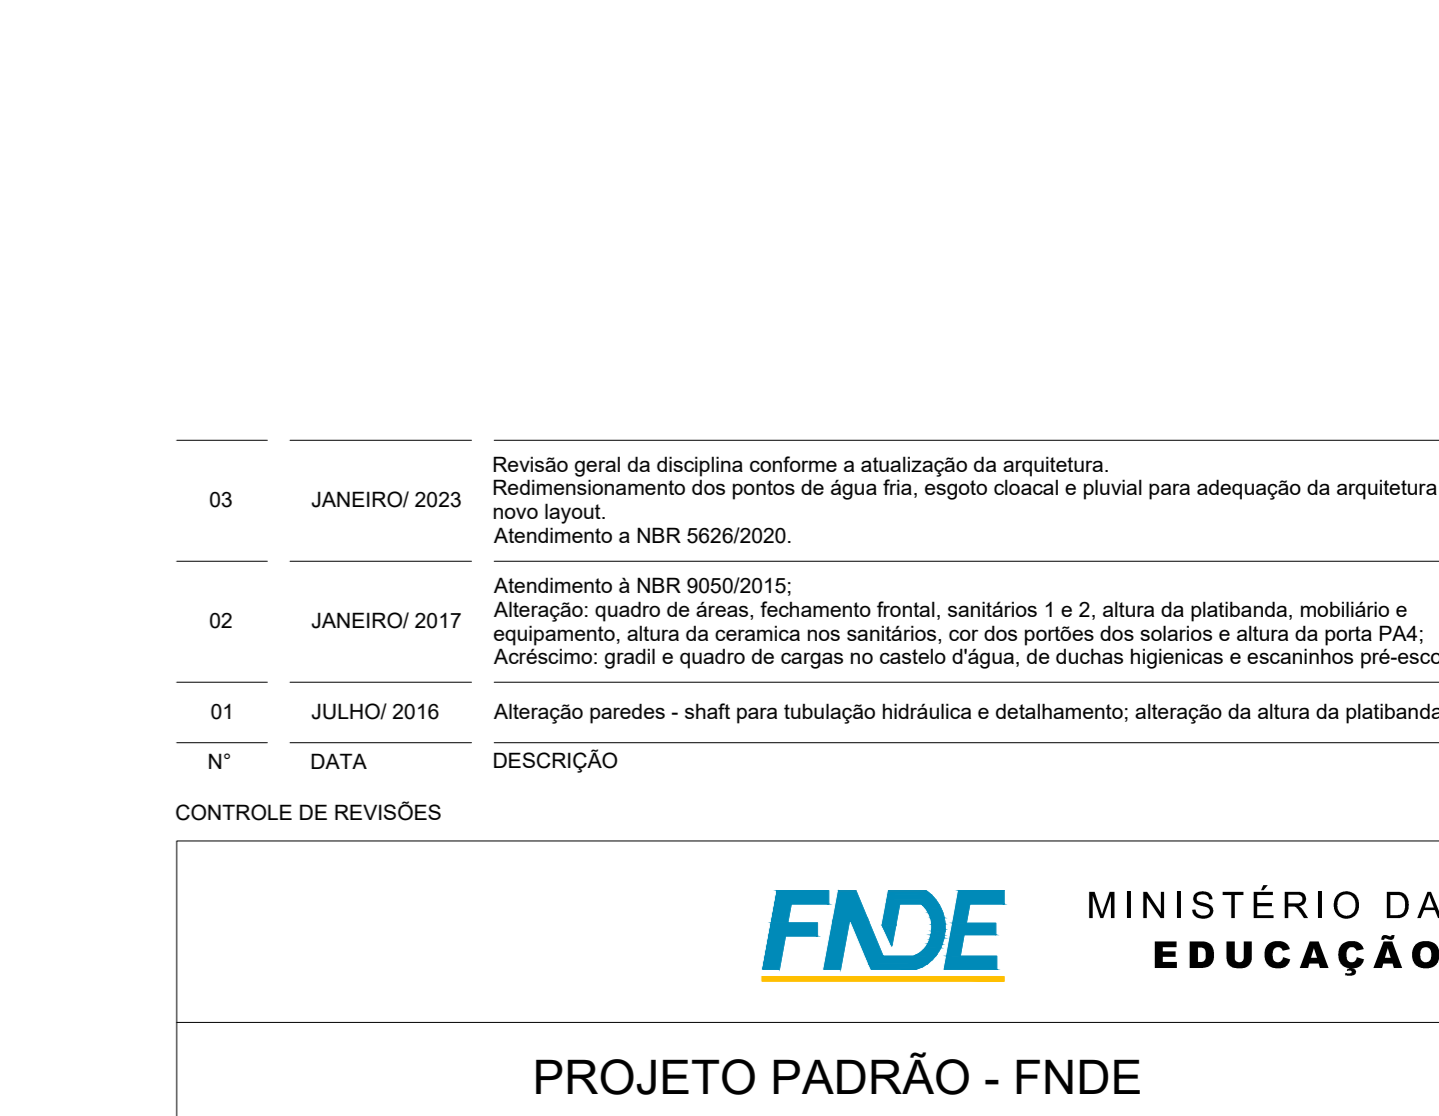 Revisão geral da disciplina conforme a atualização da arquitetura.
03 JANEIRO/ 2023 Redimensionamento dos pontos de água fria, esgoto cloacal e pluvial para adequação da arquitetura
novo layout.
Atendimento a NBR 5626/2020.
Atendimento à NBR 9050/2015;
02 JANEIRO/ 2017 Alteração: quadro de áreas, fechamento frontal, sanitários 1 e 2, altura da platibanda, mobiliário e
equipamento, altura da ceramica nos sanitários, cor dos portões dos solarios e altura da porta PA4;
Acréscimo: gradil e quadro de cargas no castelo d'água, de duchas higienicas e escaninhos
01 JULHO/ 2016 Alteração paredes - shaft para tubulação hidráulica e detalhamento; alteração da altura da platibanda
N° DATA DESCRIÇÃO
CONTROLE DE REVISÕES
FNDE MINISTÉRIO DA
EDUCAÇÃO
PROJETO PADRÃO - FNDE